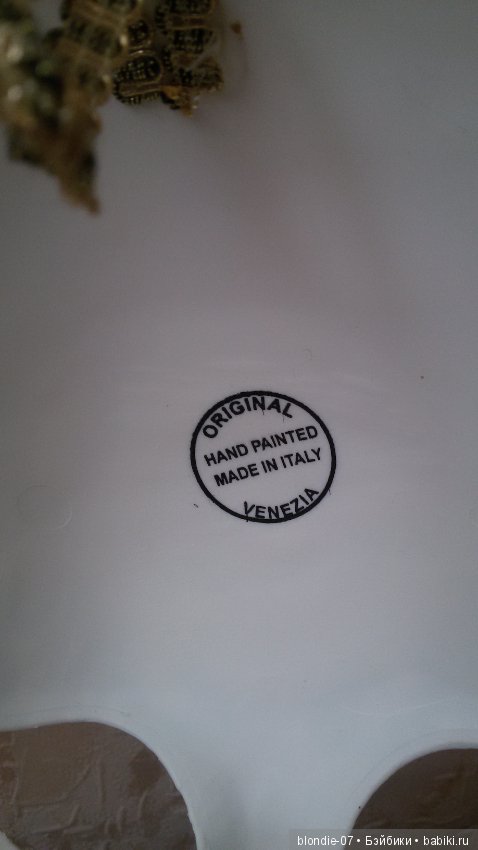 ORIGINAL
HAND PAINTED
MADE IN ITALY
VENEZIA
blondie-07 • Бэйбики • babiki.ru